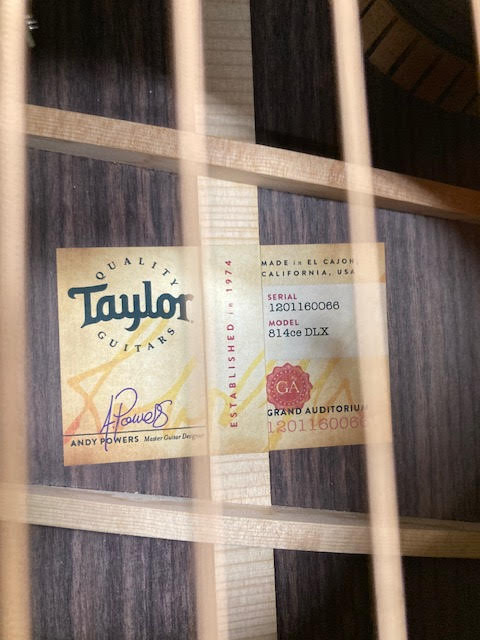 QUALITY
Taylor
GUITARS
A.Powers
ANDY POWERS Master Guitar Designer
ESTABLISHED in 1974
MADE in EL CAJON
CALIFORNIA, USA
SERIAL
1201160066
MODEL
814ce DLX
GA
GRAND AUDITORIUM
1201160066